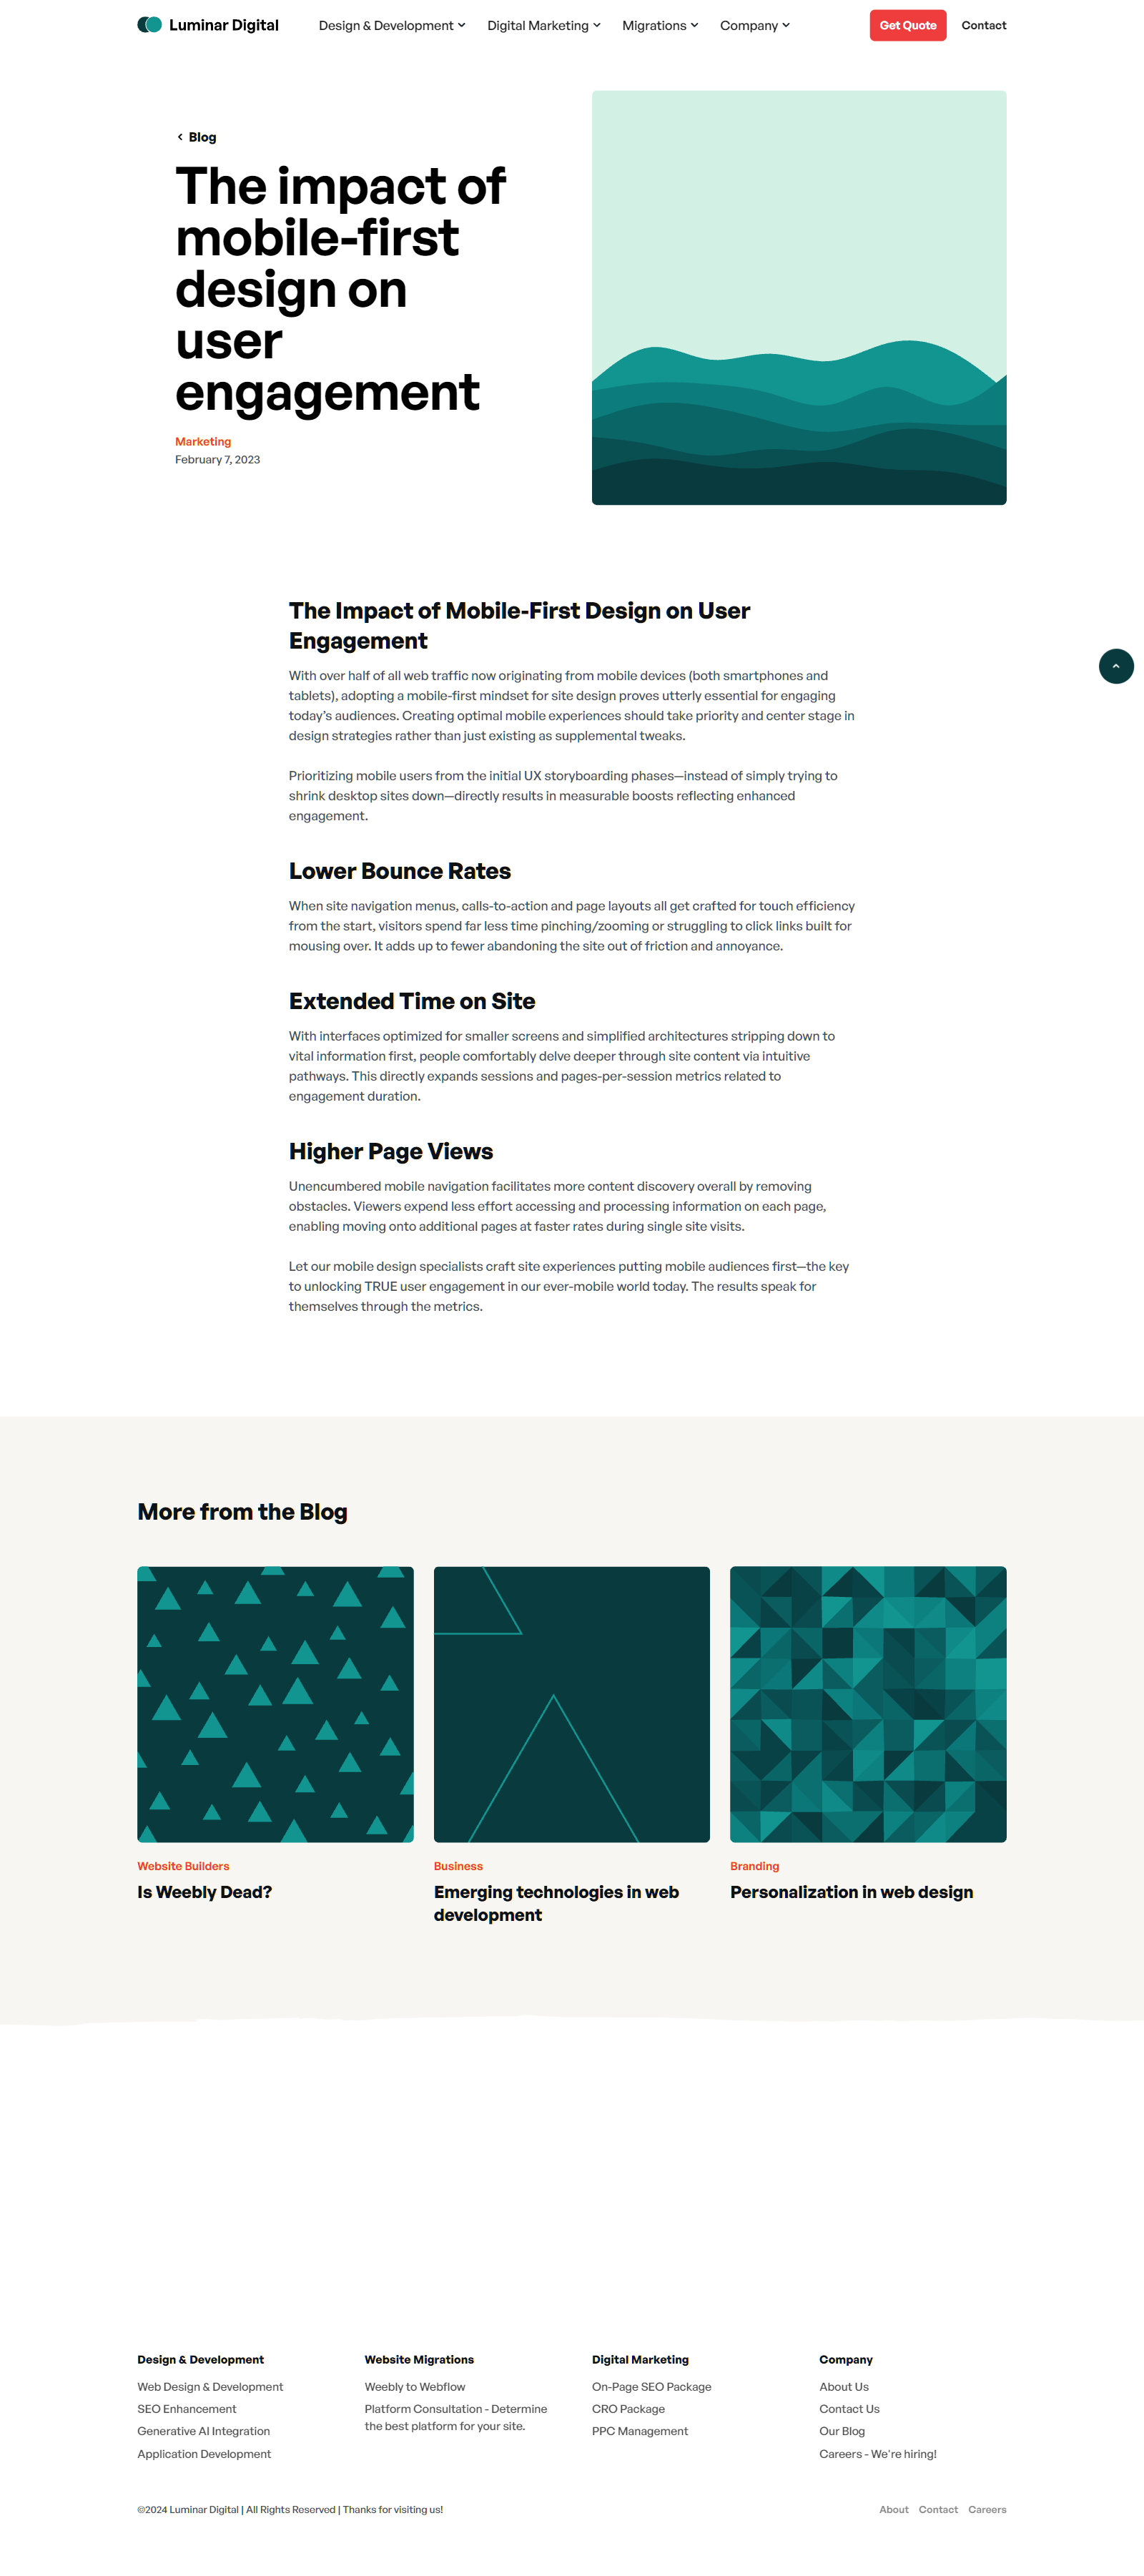 Luminar Digital
Design & Development
Digital Marketing
Migrations
Company
Get Quote
Contact
Blog
The impact of
mobile-first
design on
user
engagement
Marketing
February 7, 2023
The Impact of Mobile-First Design on User
Engagement
With over half of all web traffic now originating from mobile devices (both smartphones and
tablets), adopting a mobile-first mindset for site design proves utterly essential for engaging
today's audiences. Creating optimal mobile experiences should take priority and center stage in
design strategies rather than just existing as supplemental tweaks.
Prioritizing mobile users from the initial UX storyboarding phases—instead of simply trying to
shrink desktop sites down—directly results in measurable boosts reflecting enhanced
engagement.
Lower Bounce Rates
When site navigation menus, calls-to-action and page layouts all get crafted for touch efficiency
from the start, visitors spend far less time pinching/zooming or struggling to click links built for
mousing over. It adds up to fewer abandoning the site out of friction and annoyance.
Extended Time on Site
With interfaces optimized for smaller screens and simplified architectures stripping down to
vital information first, people comfortably delve deeper through site content via intuitive
pathways. This directly expands sessions and pages-per-session metrics related to
engagement duration.
Higher Page Views
Unencumbered mobile navigation facilitates more content discovery overall by removing
obstacles. Viewers expend less effort accessing and processing information on each page,
enabling moving onto additional pages at faster rates during single site visits.
Let our mobile design specialists craft site experiences putting mobile audiences first—the key
to unlocking TRUE user engagement in our ever-mobile world today. The results speak for
themselves through the metrics.
More from the Blog
Website Builders
Is Weebly Dead?
Business
Emerging technologies in web
development
Branding
Personalization in web design
Design & Development
Web Design & Development
SEO Enhancement
Generative AI Integration
Application Development
Website Migrations
Weebly to Webflow
Platform Consultation - Determine
the best platform for your site.
Digital Marketing
On-Page SEO Package
CRO Package
PPC Management
Company
About Us
Contact Us
Our Blog
Careers - We're hiring!
©2024 Luminar Digital | All Rights Reserved | Thanks for visiting us!
About
Contact
Careers